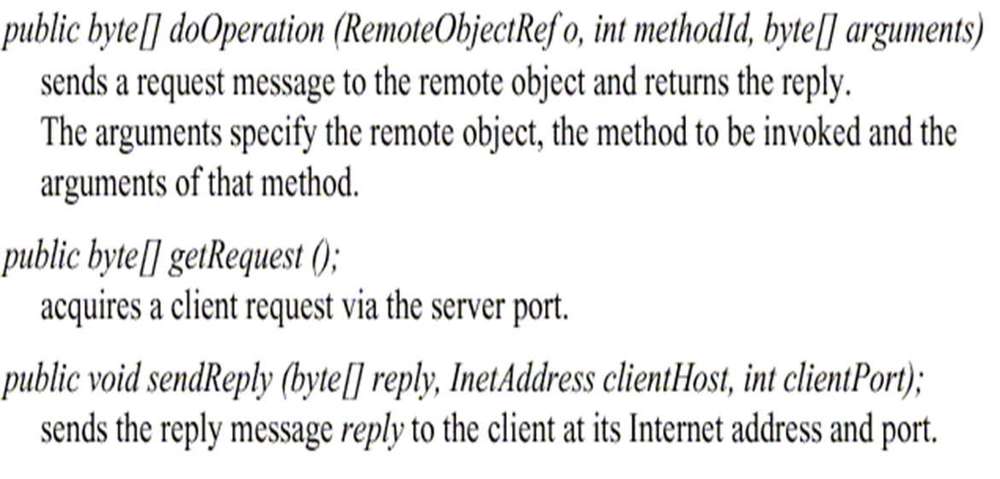 public byte[] doOperation (RemoteObjectRef o, int methodId, byte[] arguments)
sends a request message to the remote object and returns the reply.
The arguments specify the remote object, the method to be invoked and the
arguments of that method.
public byte[] getRequest ();
acquires a client request via the server port.
public void sendReply (byte[] reply, InetAddress clientHost, int clientPort);
sends the reply message reply to the client at its Internet address and port.